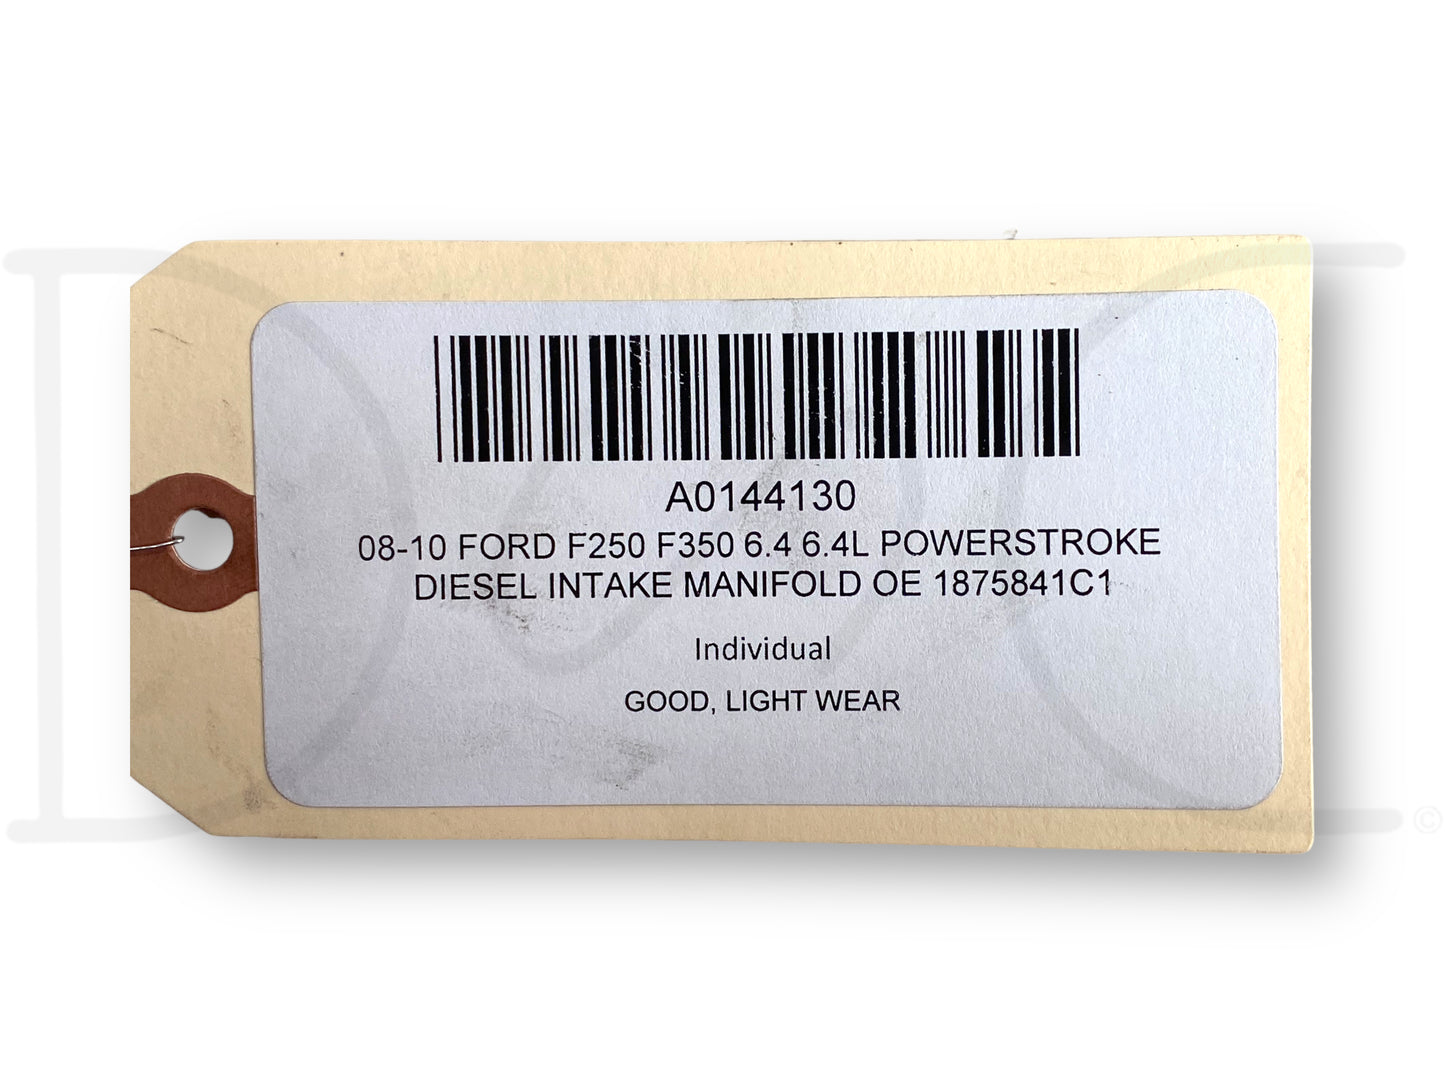 A0144130
08-10 FORD F250 F350 6.4 6.4L POWERSTROKE
DIESEL INTAKE MANIFOLD OE 1875841C1
Individual
GOOD, LIGHT WEAR
©